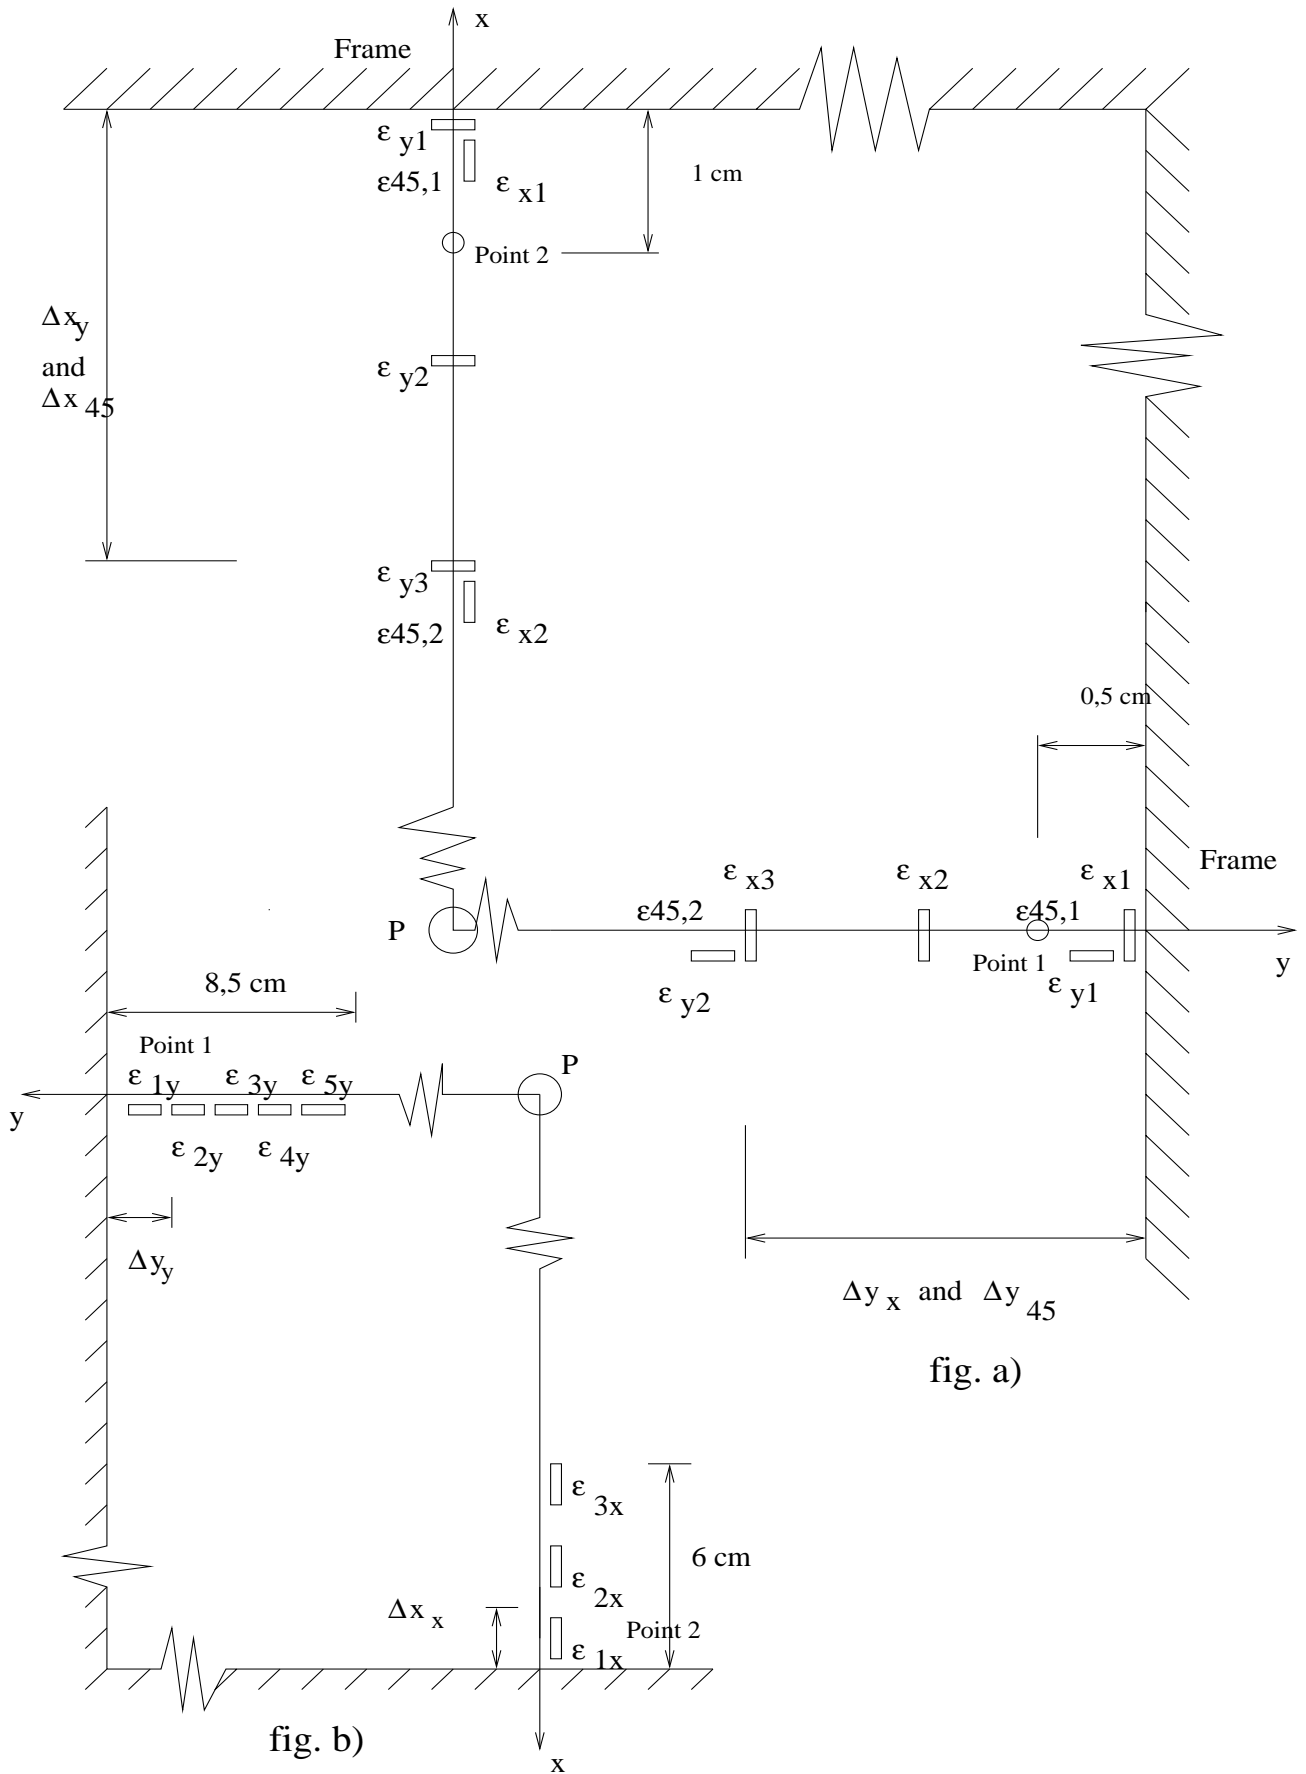 x
Frame
ε y1
1 cm
ε45,1
ε x1
Point 2
Δx y
and
Δx 45
ε y2
ε y3
ε45,2
ε x2
0,5 cm
Frame
ε x3
ε x2
ε x1
ε45,2
ε45,1
P
Point 1
y
ε y2
ε y1
8,5 cm
Point 1
P
ε 1y
ε 3y
ε 5y
y
ε 2y
ε 4y
Δy y
Δy x and Δy 45
fig. a)
ε 3x
6 cm
ε 2x
Δx x
Point 2
ε 1x
fig. b)
x